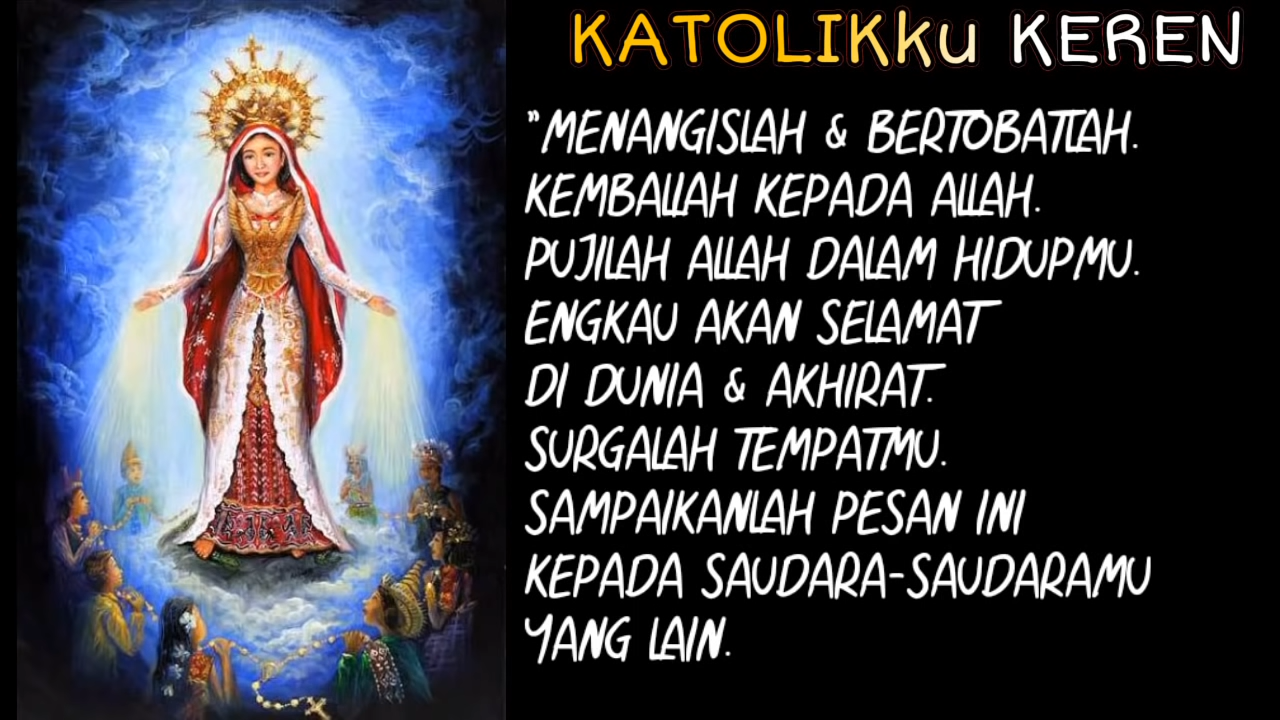 KATOLIKku KEREN
"MENANGISLAH & BERTOBATLAH.
KEMBALLAH KEPADA ALLAH.
PUJILAH ALLAH DALAM HIDUPMU.
ENGKAU AKAN SELAMAT
DI DUNIA & AKHIRAT.
SURGALAH TEMPATMU.
SAMPAIKANLAH PESAN INI
KEPADA SAUDARA-SAUDARAMU
YANG LAIN.